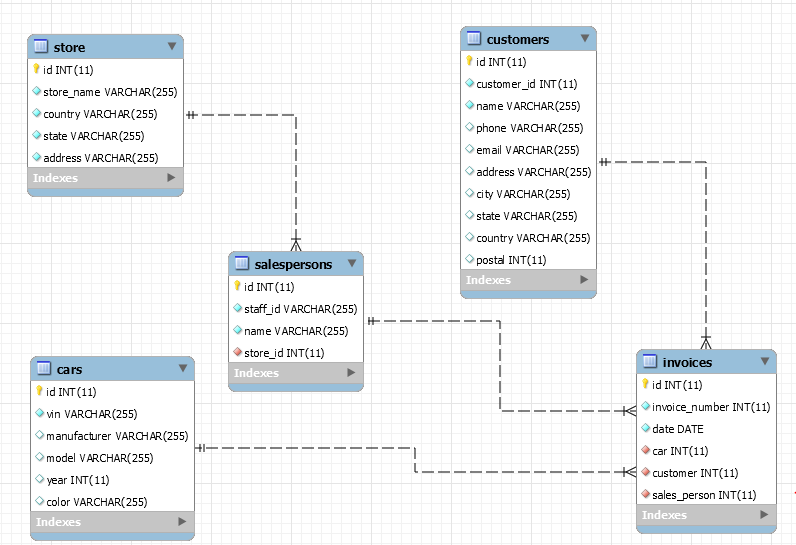 store
id INT(11)
store_name VARCHAR(255)
country VARCHAR(255)
state VARCHAR(255)
address VARCHAR(255)
Indexes
customers
id INT(11)
customer_id INT(11)
name VARCHAR(255)
phone VARCHAR(255)
email VARCHAR(255)
address VARCHAR(255)
city VARCHAR(255)
state VARCHAR(255)
country VARCHAR(255)
postal INT(11)
Indexes
salespersons
id INT(11)
staff_id VARCHAR(255)
name VARCHAR(255)
store_id INT(11)
Indexes
cars
id INT(11)
vin VARCHAR(255)
manufacturer VARCHAR(255)
model VARCHAR(255)
year INT(11)
color VARCHAR(255)
Indexes
invoices
id INT(11)
invoice_number INT(11)
date DATE
car INT(11)
customer INT(11)
sales_person INT(11)
Indexes